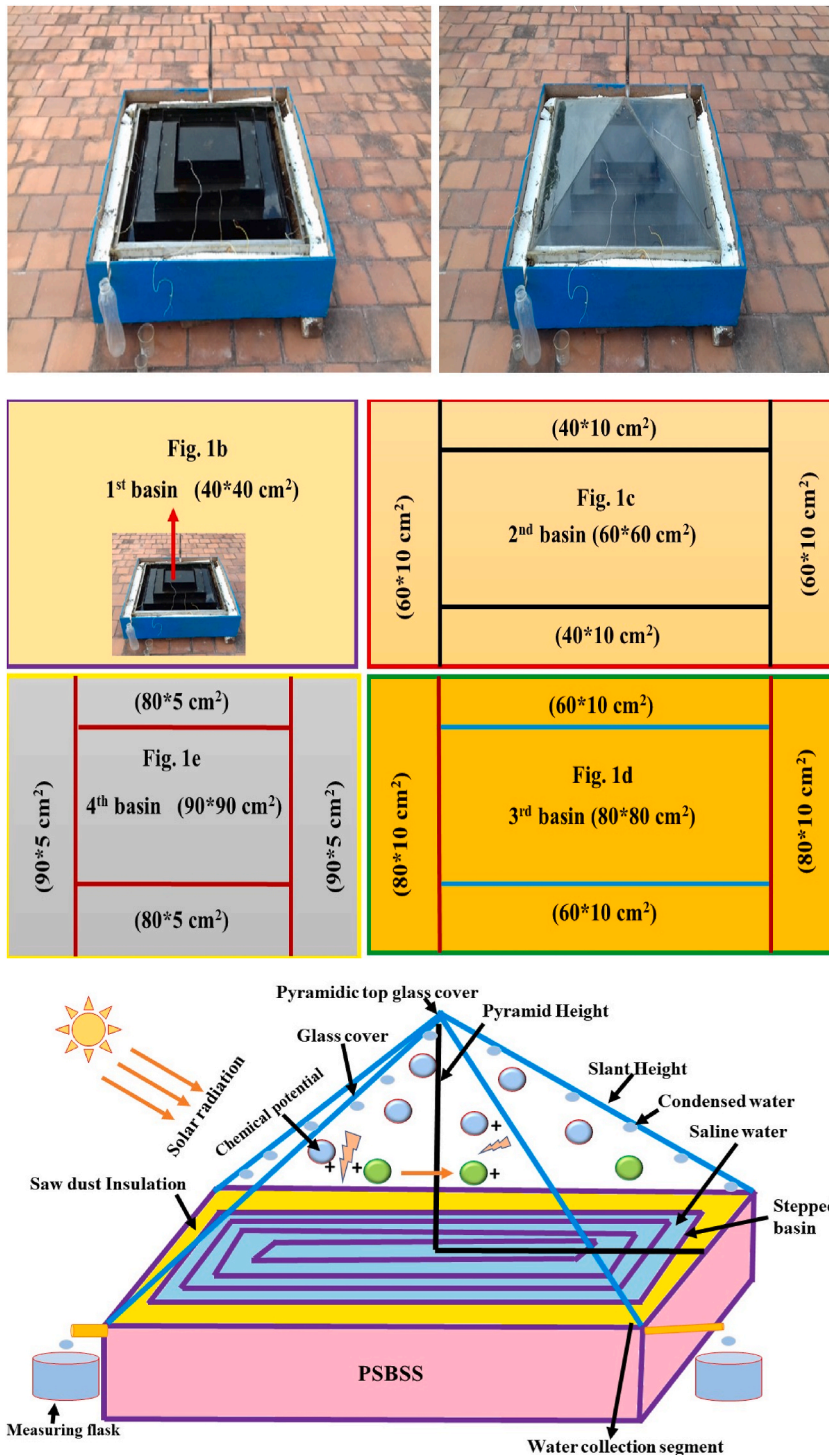 Fig. 1b
1st basin (40*40 cm²)
(40*10 cm²)
(60*10 cm²)
Fig. 1c
2nd basin (60*60 cm²)
(60*10 cm²)
(40*10 cm²)
(80*5 cm²)
(90*5 cm²)
Fig. 1e
4th basin (90*90 cm²)
(90*5 cm²)
(80*5 cm²)
(60*10 cm²)
(80*10 cm²)
Fig. 1d
3rd basin (80*80 cm²)
(80*10 cm²)
(60*10 cm²)
Pyramidic top glass cover
Pyramid Height
Glass cover
Slant Height
Solar radiation
Chemical potential
Condensed water
Saline water
+
+ +
+
Saw dust Insulation
Stepped
basin
PSBSS
Measuring flask
Water collection segment